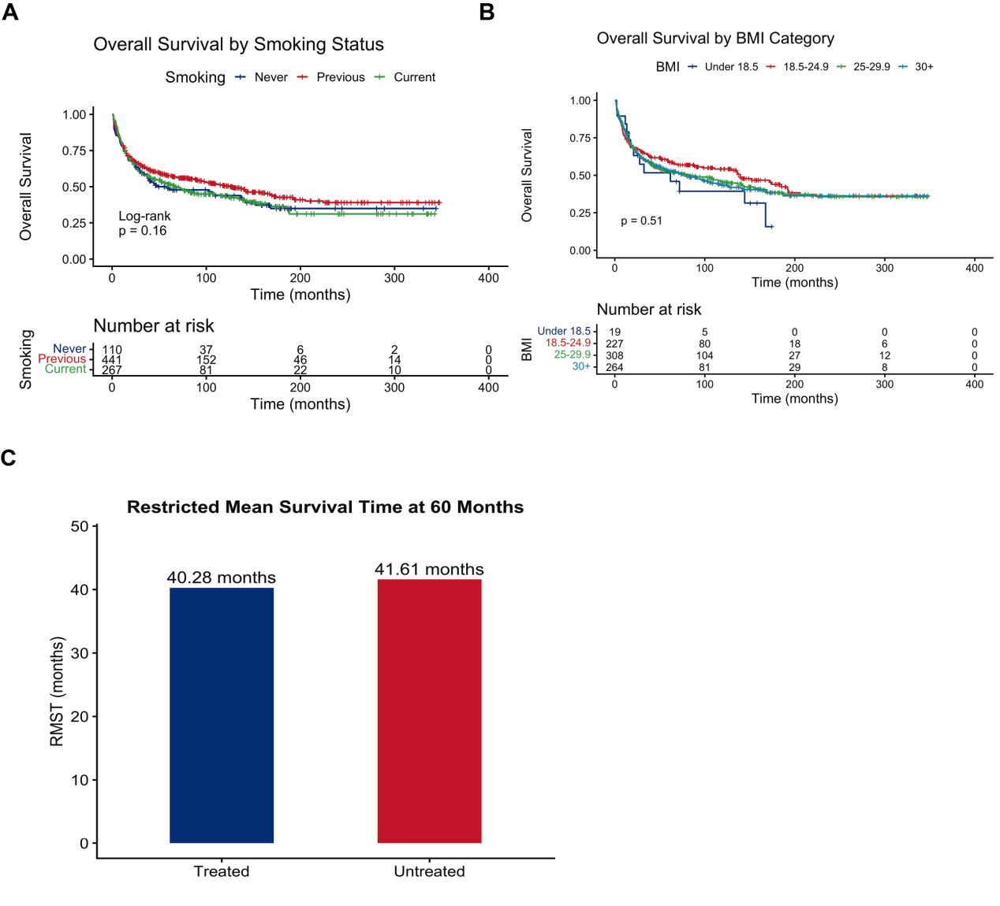 A
Overall Survival by Smoking Status
Smoking Never Previous Current
1.00
0.75
0.50
0.25
0.00
Overall Survival
Log-rank
p = 0.16
0 100 200 300 400
Time (months)
Number at risk
Smoking
Never 110 37 6 2 0
Previous 441 152 46 14 0
Current 267 81 22 10 0
0 100 200 300 400
Time (months)
B
Overall Survival by BMI Category
BMI Under 18.5 18.5-24.9 25-29.9 30+
1.00
0.75
0.50
0.25
0.00
Overall Survival
p = 0.51
0 100 200 300 400
Time (months)
Number at risk
BMI
Under 18.5 19 5 0 0 0
18.5-24.9 227 80 18 6 0
25-29.9 308 104 27 12 0
30+ 264 81 29 8 0
0 100 200 300 400
Time (months)
C
Restricted Mean Survival Time at 60 Months
50
40
30
20
10
0
RMST (months)
40.28 months
41.61 months
Treated Untreated